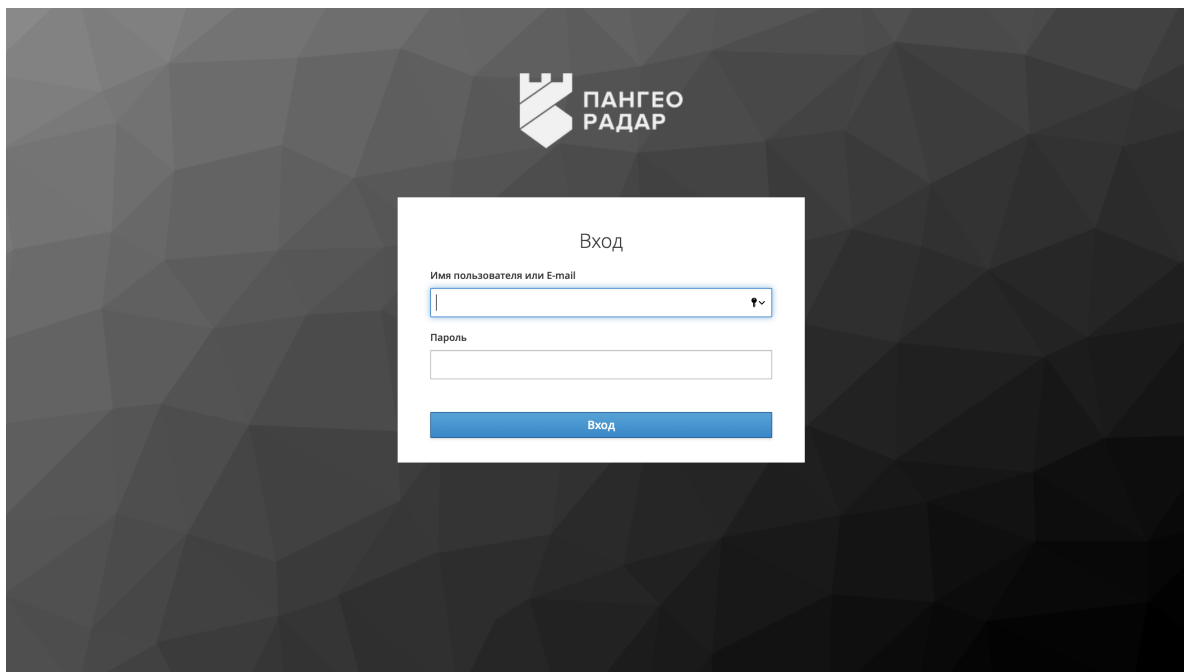 ПАНГЕО
РАДАР
Вход
Имя пользователя или E-mail
Пароль
Вход